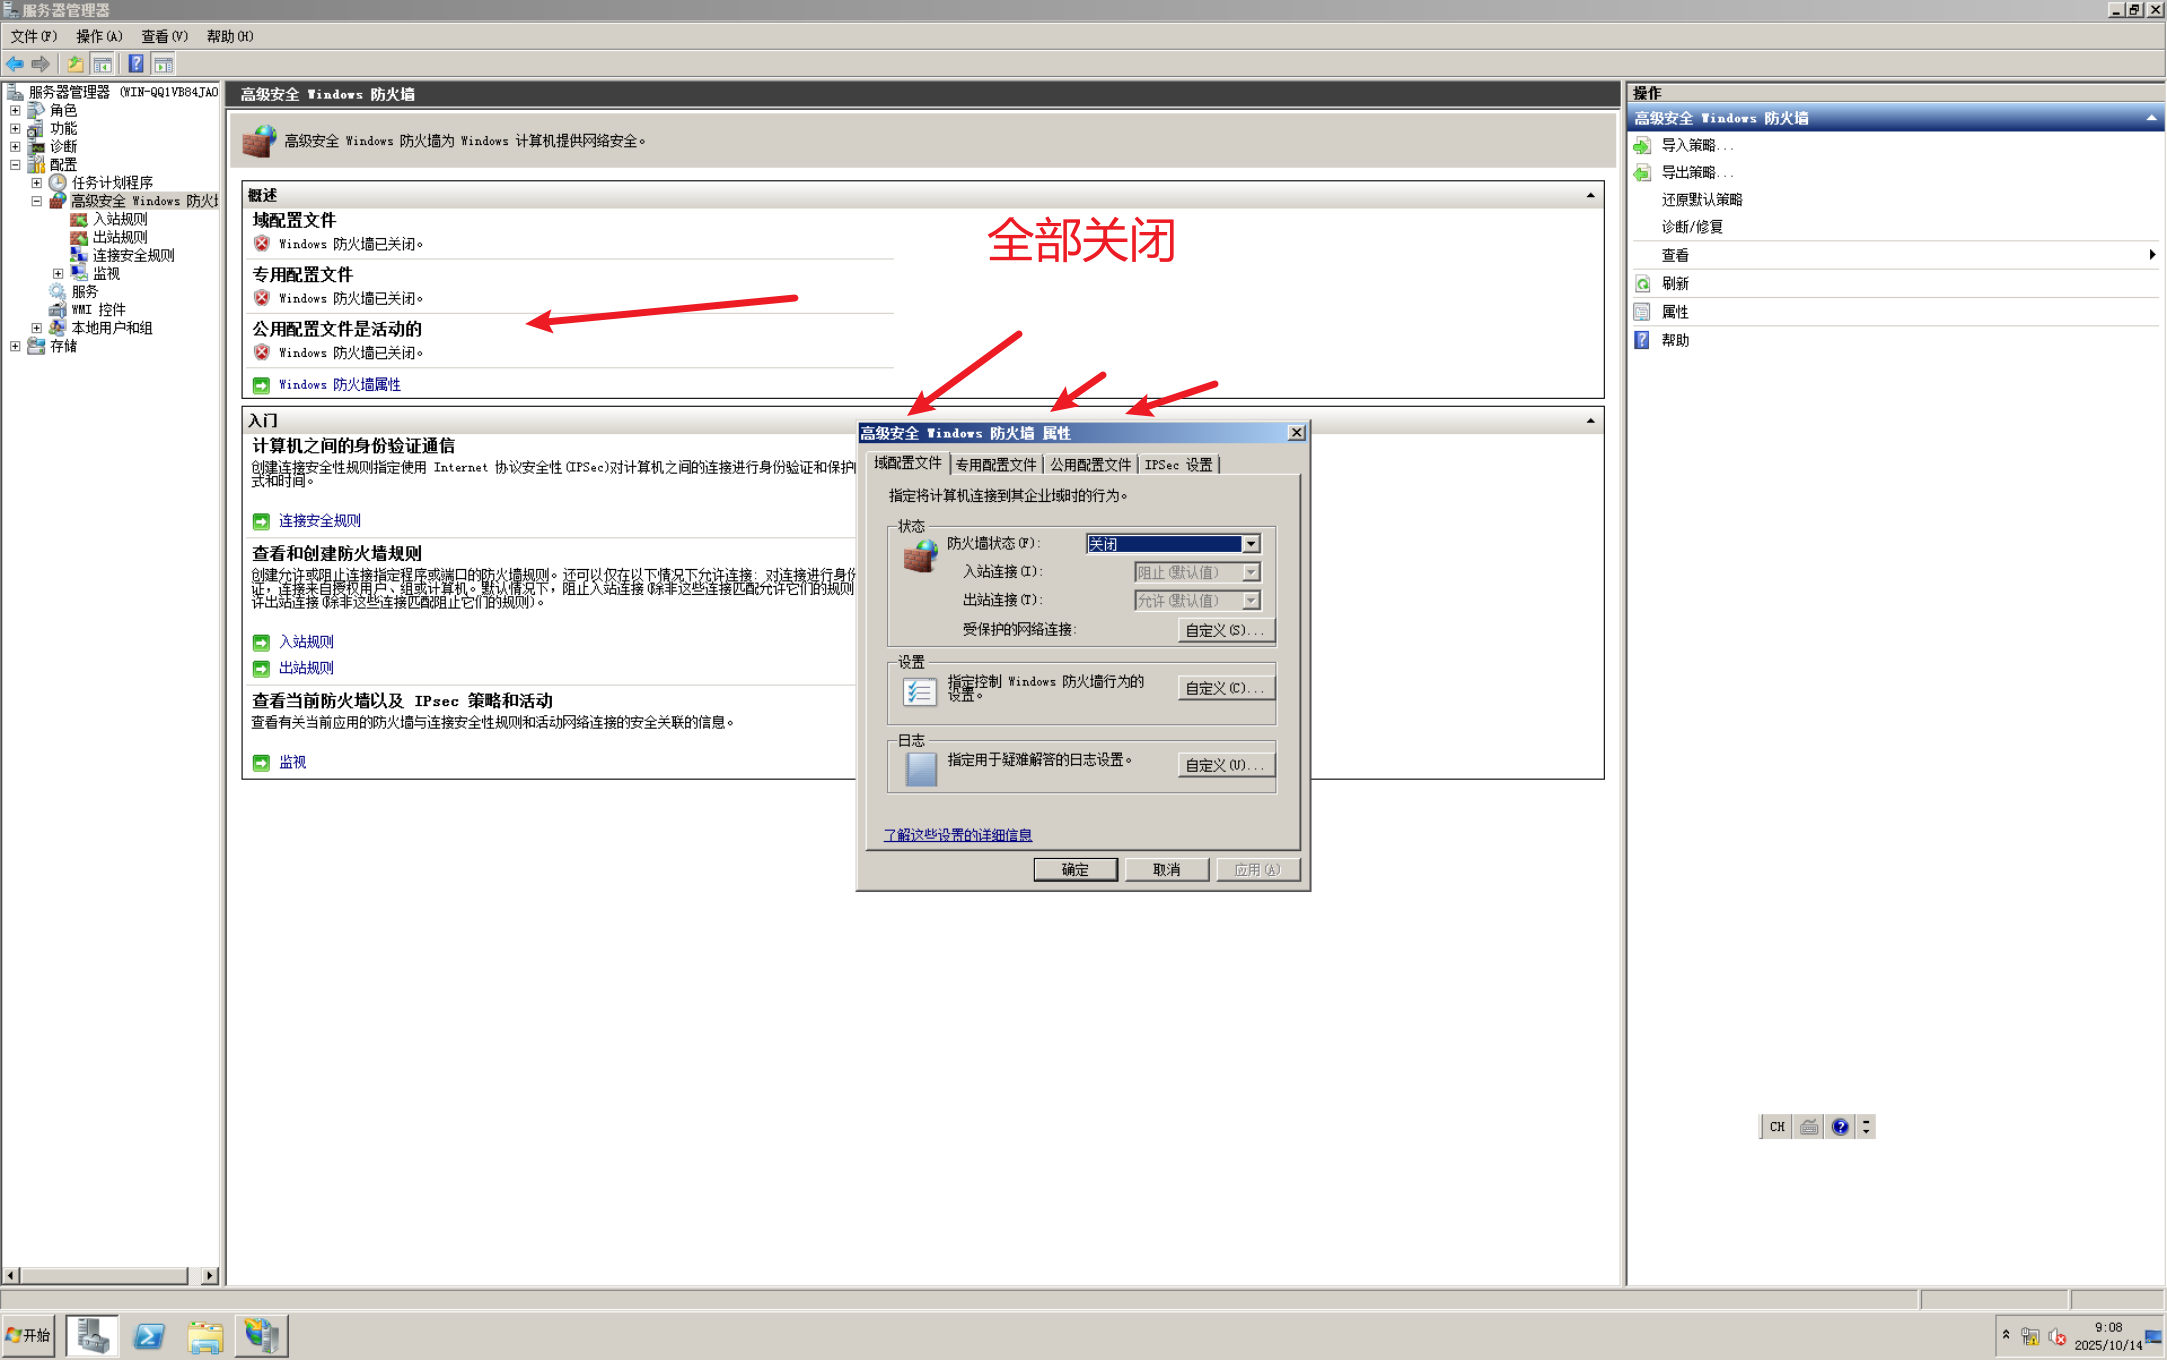 服务器管理器
文件(F) 操作(A) 查看(V) 帮助(H)
服务器管理器 (WIN-QQ1VB84JAO
角色
功能
诊断
配置
任务计划程序
高级安全 Windows 防火
入站规则
出站规则
连接安全规则
监视
服务
WMI 控件
本地用户和组
存储
高级安全 Windows 防火墙
高级安全 Windows 防火墙为 Windows 计算机提供网络安全。
概述
域配置文件
Windows 防火墙已关闭。
专用配置文件
Windows 防火墙已关闭。
公用配置文件是活动的
Windows 防火墙已关闭。
Windows 防火墙属性
全部关闭
入门
计算机之间的身份验证通信
创建连接安全性规则指定使用 Internet 协议安全性(IPSec)对计算机之间的连接进行身份验证和保护
式和时间。
连接安全规则
查看和创建防火墙规则
创建允许或阻止连接指定程序或端口的防火墙规则。还可以仅在以下情况下允许连接: 对连接进行身份
证，连接来自授权用户、组或计算机。默认情况下，阻止入站连接(除非这些连接匹配允许它们的规则
许出站连接(除非这些连接匹配阻止它们的规则)。
入站规则
出站规则
查看当前防火墙以及 IPsec 策略和活动
查看有关当前应用的防火墙与连接安全性规则和活动网络连接的安全关联的信息。
监视
高级安全 Windows 防火墙 属性
域配置文件 专用配置文件 公用配置文件 IPSec 设置
指定将计算机连接到其企业域时的行为。
状态
防火墙状态(F): 关闭
入站连接(I): 阻止(默认值)
出站连接(T): 允许(默认值)
受保护的网络连接: 自定义(S)...
设置
指定控制 Windows 防火墙行为的
设置。
自定义(C)...
日志
指定用于疑难解答的日志设置。 自定义(U)...
了解这些设置的详细信息
确定 取消 应用(A)
操作
高级安全 Windows 防火墙
导入策略...
导出策略...
还原默认策略
诊断/修复
查看
刷新
属性
帮助
CH
开始
9:08
2025/10/14